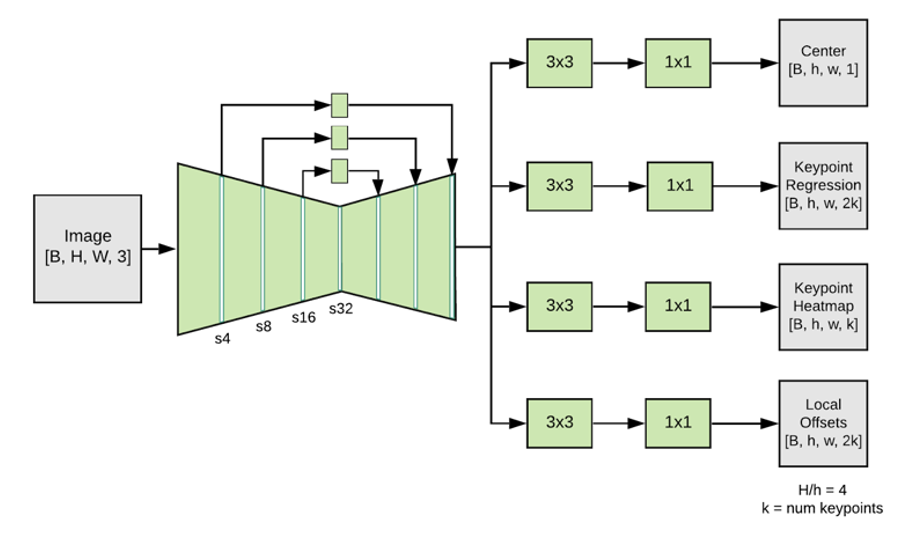 Image
[B, H, W, 3]
s4
s8
s16
s32
3x3
1x1
Center
[B, h, w, 1]
3x3
1x1
Keypoint
Regression
[B, h, w, 2k]
3x3
1x1
Keypoint
Heatmap
[B, h, w, k]
3x3
1x1
Local
Offsets
[B, h, w, 2k]
H/h = 4
k = num keypoints